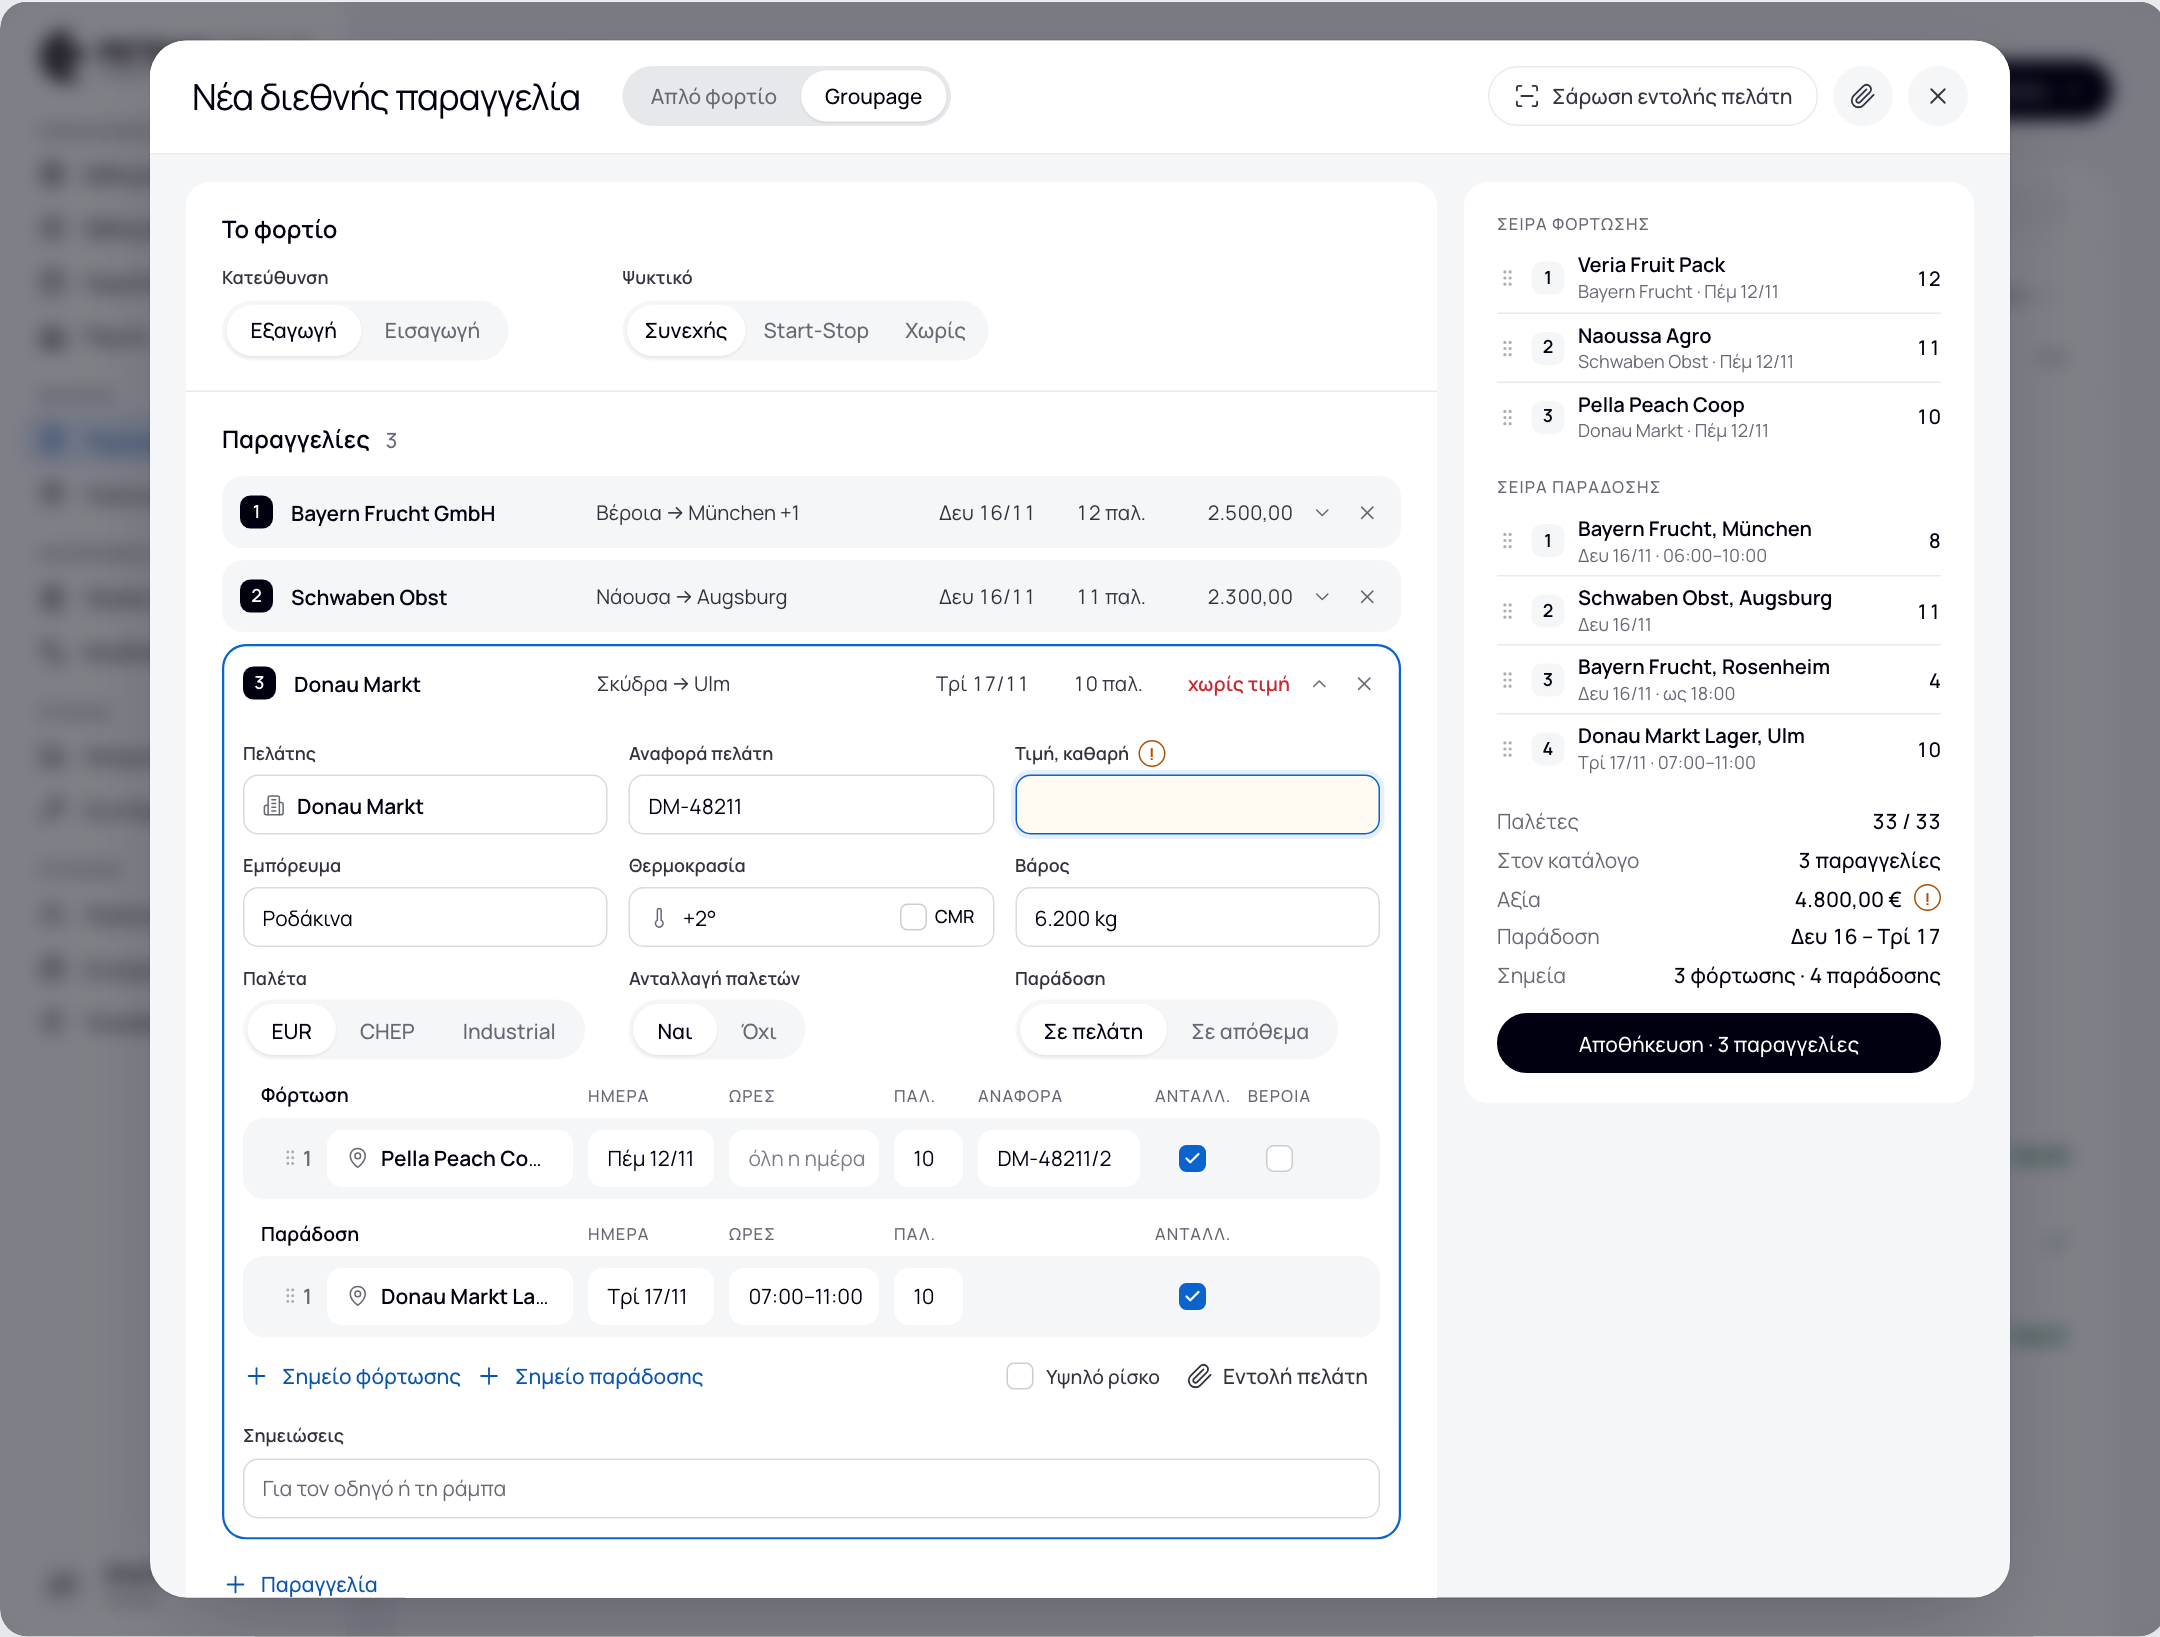 Νέα διεθνής παραγγελία
Απλό φορτίο
Groupage
Σάρωση εντολής πελάτη
Το φορτίο
Κατεύθυνση
Ψυκτικό
Εξαγωγή
Εισαγωγή
Συνεχής
Start-Stop
Χωρίς
Παραγγελίες 3
1 Bayern Frucht GmbH Βέροια → München +1 Δευ 16/11 12 παλ. 2.500,00
2 Schwaben Obst Νάουσα → Augsburg Δευ 16/11 11 παλ. 2.300,00
3 Donau Markt Σκύδρα → Ulm Τρί 17/11 10 παλ. χωρίς τιμή
Πελάτης
Αναφορά πελάτη
Τιμή, καθαρή
Donau Markt
DM-48211
Εμπόρευμα
Θερμοκρασία
Βάρος
Ροδάκινα
+2° CMR
6.200 kg
Παλέτα
Ανταλλαγή παλετών
Παράδοση
EUR CHEP Industrial
Ναι Όχι
Σε πελάτη Σε απόθεμα
Φόρτωση ΗΜΕΡΑ ΩΡΕΣ ΠΑΛ. ΑΝΑΦΟΡΑ ΑΝΤΑΛΛ. ΒΕΡΟΙΑ
1 Pella Peach Co... Πέμ 12/11 όλη η ημέρα 10 DM-48211/2
Παράδοση ΗΜΕΡΑ ΩΡΕΣ ΠΑΛ. ΑΝΤΑΛΛ.
1 Donau Markt La... Τρί 17/11 07:00–11:00 10
+ Σημείο φόρτωσης + Σημείο παράδοσης Υψηλό ρίσκο Εντολή πελάτη
Σημειώσεις
Για τον οδηγό ή τη ράμπα
+ Παραγγελία
ΣΕΙΡΑ ΦΟΡΤΩΣΗΣ
1 Veria Fruit Pack 12
Bayern Frucht · Πέμ 12/11
2 Naoussa Agro 11
Schwaben Obst · Πέμ 12/11
3 Pella Peach Coop 10
Donau Markt · Πέμ 12/11
ΣΕΙΡΑ ΠΑΡΑΔΟΣΗΣ
1 Bayern Frucht, München 8
Δευ 16/11 · 06:00–10:00
2 Schwaben Obst, Augsburg 11
Δευ 16/11
3 Bayern Frucht, Rosenheim 4
Δευ 16/11 · ως 18:00
4 Donau Markt Lager, Ulm 10
Τρί 17/11 · 07:00–11:00
Παλέτες 33 / 33
Στον κατάλογο 3 παραγγελίες
Αξία 4.800,00 €
Παράδοση Δευ 16 – Τρί 17
Σημεία 3 φόρτωσης · 4 παράδοσης
Αποθήκευση · 3 παραγγελίες